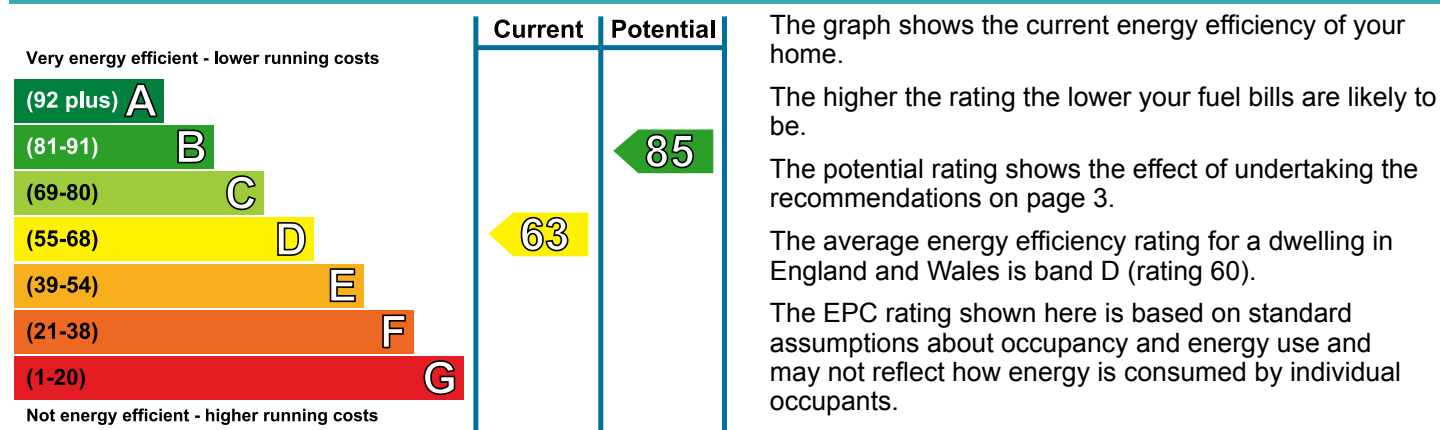 Current Potential
Very energy efficient - lower running costs
(92 plus) A
(81-91) B
85
(69-80) C
(55-68) D
63
(39-54) E
(21-38) F
(1-20) G
Not energy efficient - higher running costs
The graph shows the current energy efficiency of your
home.
The higher the rating the lower your fuel bills are likely to
be.
The potential rating shows the effect of undertaking the
recommendations on page 3.
The average energy efficiency rating for a dwelling in
England and Wales is band D (rating 60).
The EPC rating shown here is based on standard
assumptions about occupancy and energy use and
may not reflect how energy is consumed by individual
occupants.